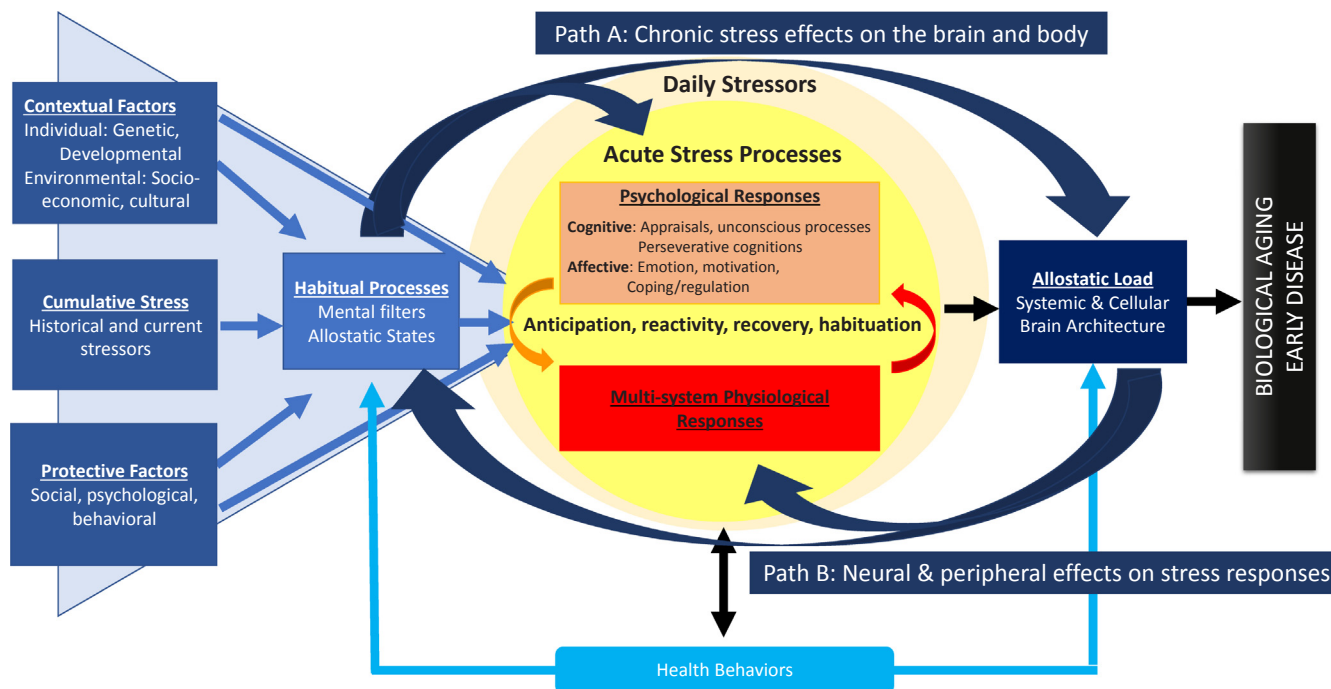 Path A: Chronic stress effects on the brain and body
Contextual Factors
Individual: Genetic,
Developmental
Environmental: Socio-
economic, cultural
Cumulative Stress
Historical and current
stressors
Protective Factors
Social, psychological,
behavioral
Habitual Processes
Mental filters
Allostatic States
Daily Stressors
Acute Stress Processes
Psychological Responses
Cognitive: Appraisals, unconscious processes
Perseverative cognitions
Affective: Emotion, motivation,
Coping/regulation
Anticipation, reactivity, recovery, habituation
Multi-system Physiological
Responses
Allostatic Load
Systemic & Cellular
Brain Architecture
BIOLOGICAL AGING
EARLY DISEASE
Path B: Neural & peripheral effects on stress responses
Health Behaviors